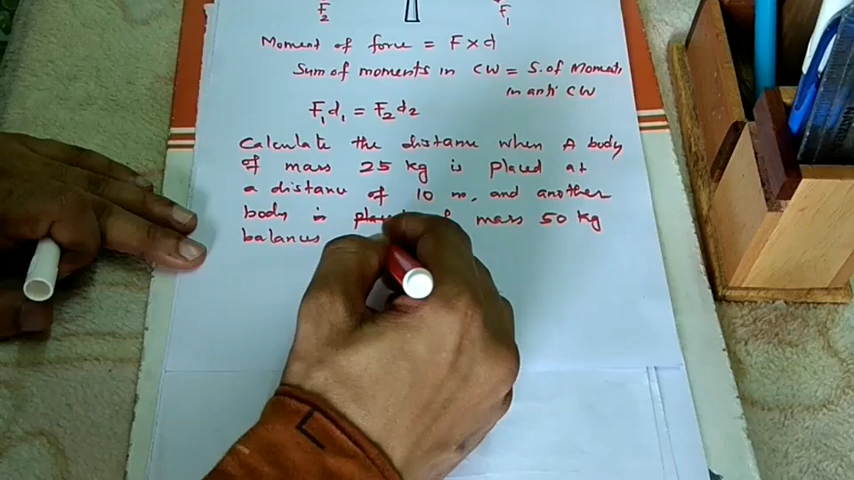 F2 F1
Moment of force = F x d
Sum of moments in CW = S. of Moments
in anti CW
F1d1 = F2d2
Calculate the distance when A body
of mass 25 kg is placed at
a distance of 10 m, and another
body is mass 50 kg
balances